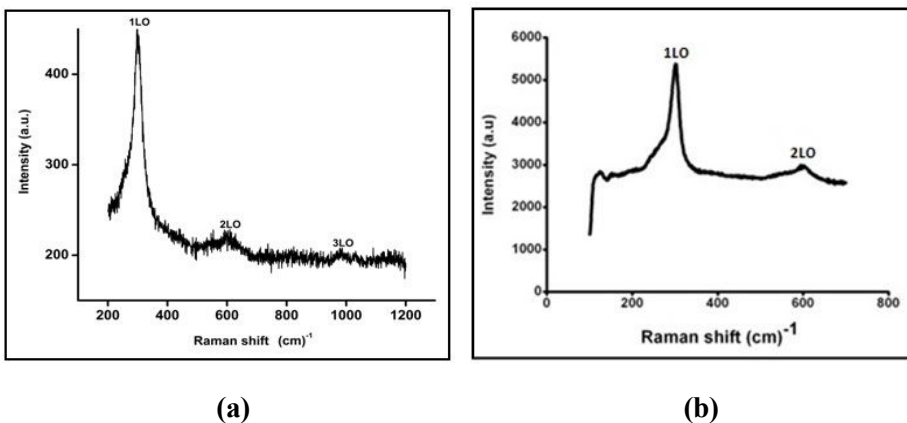 1LO
400
300
200
2LO
3LO
Intensity (a.u.)
200 400 600 800 1000 1200
Raman shift (cm)-1
(a)
6000
5000
4000
3000
2000
1000
0
1LO
2LO
Intensity (a.u)
0 200 400 600 800
Raman shift (cm)-1
(b)